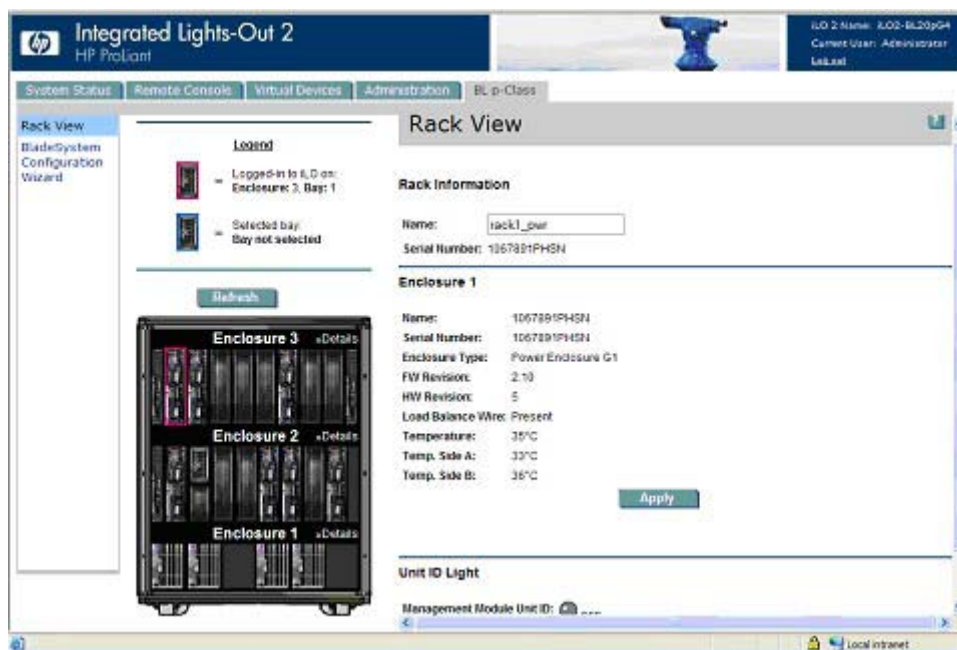 hp
Integrated Lights-Out 2
HP ProLiant
iLO 2 Name: iLO2-BL20pG4
Current User: Administrator
Log out
System Status
Remote Console
Virtual Devices
Administration
BL p-Class
Rack View
BladeSystem
Configuration
Wizard
Legend
= Logged-in to iLO on:
Enclosure: 3, Bay: 1
= Selected bay:
Bay not selected
Refresh
Enclosure 3 Details
Enclosure 2 Details
Enclosure 1 Details
Rack View
?
Rack Information
Name: rack1_pwr
Serial Number: 1067891PHSN
Enclosure 1
Name: 1067891PHSN
Serial Number: 1067891PHSN
Enclosure Type: Power Enclosure G1
FW Revision: 2.10
HW Revision: 5
Load Balance Wire: Present
Temperature: 35°C
Temp. Side A: 33°C
Temp. Side B: 36°C
Apply
Unit ID Light
Management Module Unit ID:
Local intranet